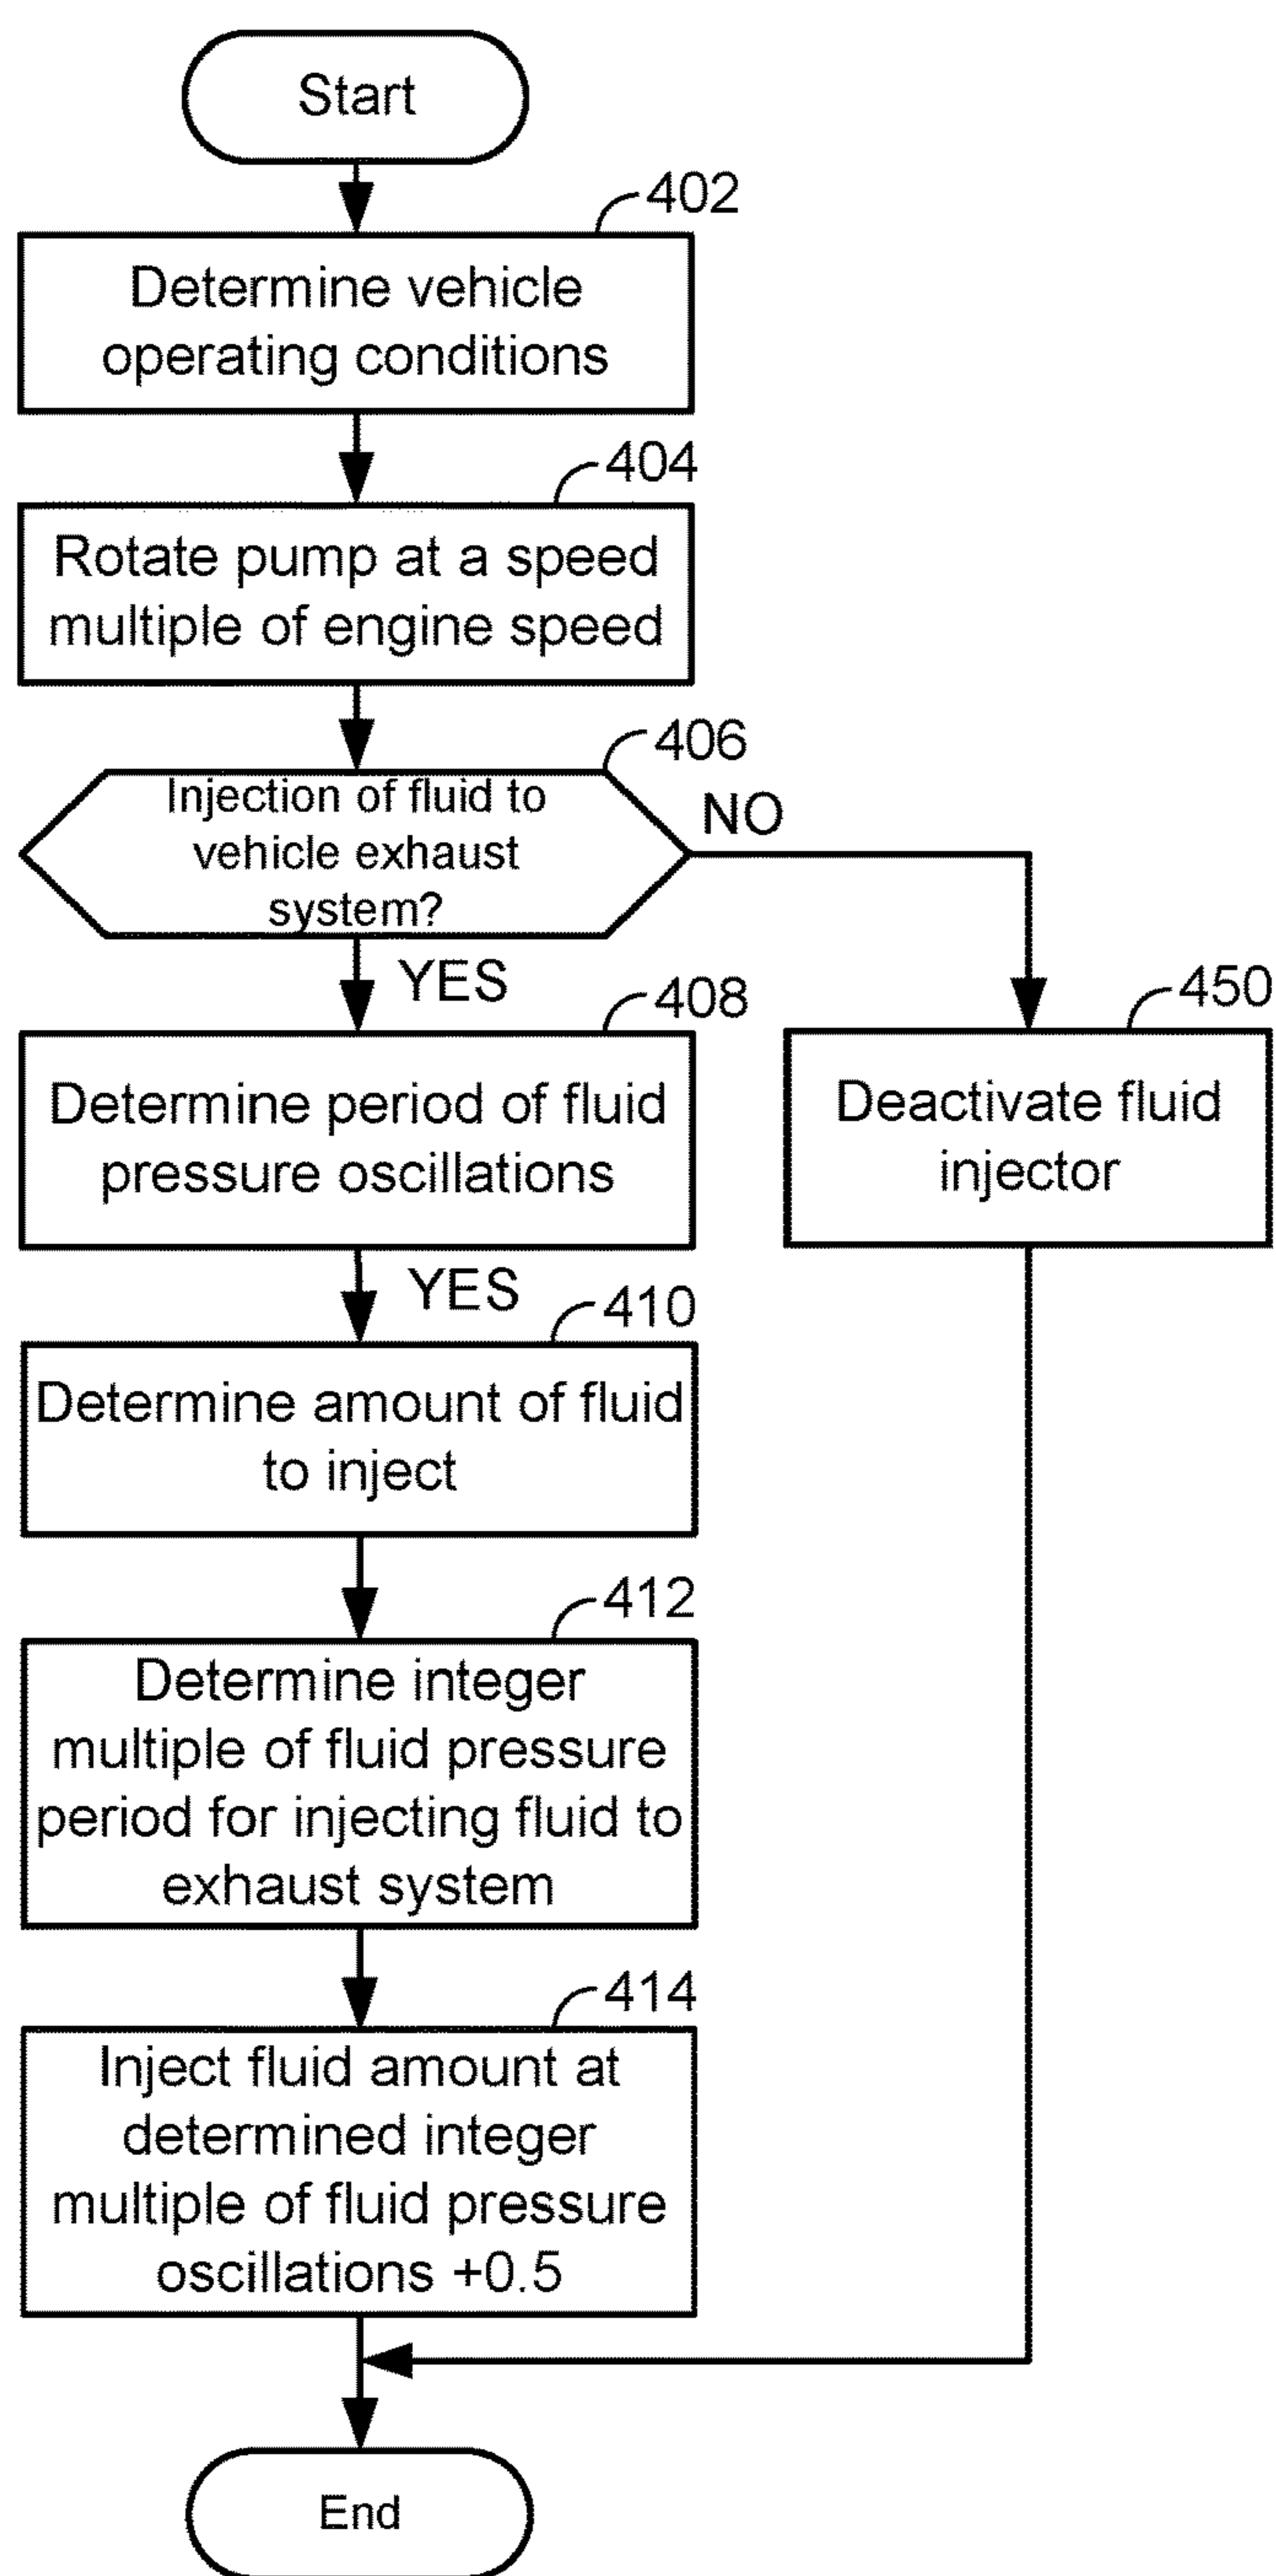 Start
402
Determine vehicle
operating conditions
404
Rotate pump at a speed
multiple of engine speed
406
Injection of fluid to
vehicle exhaust
system?
NO
YES
408
Determine period of fluid
pressure oscillations
450
Deactivate fluid
injector
YES
410
Determine amount of fluid
to inject
412
Determine integer
multiple of fluid pressure
period for injecting fluid to
exhaust system
414
Inject fluid amount at
determined integer
multiple of fluid pressure
oscillations +0.5
End